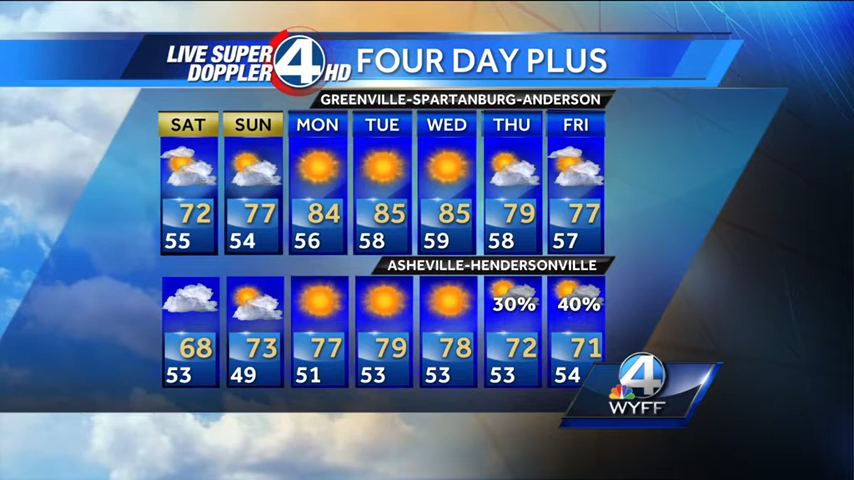 LIVE SUPER DOPPLER 4 HD FOUR DAY PLUS
GREENVILLE-SPARTANBURG-ANDERSON
SAT SUN MON TUE WED THU FRI
72 77 84 85 85 79 77
55 54 56 58 59 58 57
ASHEVILLE-HENDERSONVILLE
30% 40%
68 73 77 79 78 72 71
53 49 51 53 53 53 54
4
WYFF